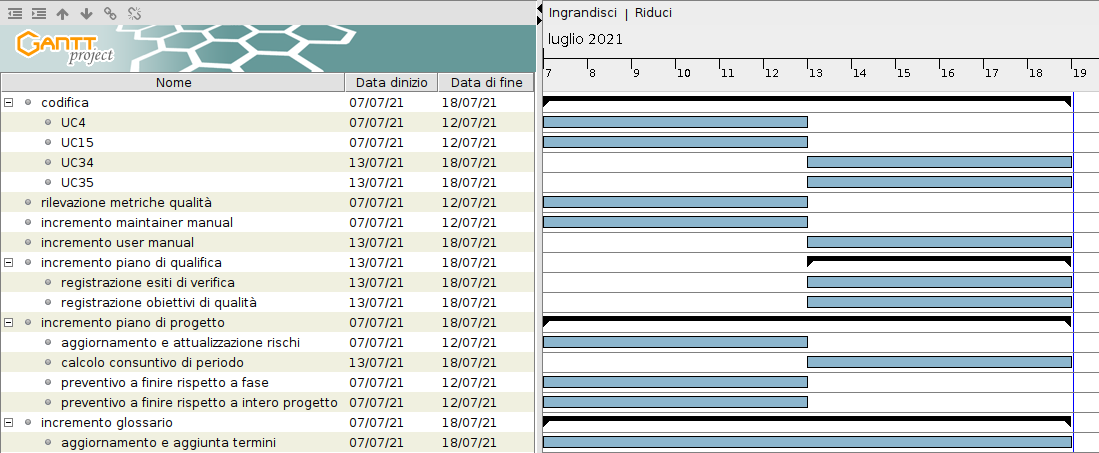 Ingrandisci | Riduci
GANTT project
luglio 2021
7 8 9 10 11 12 13 14 15 16 17 18 19
Nome Data dinizio Data di fine
codifica 07/07/21 18/07/21
UC4 07/07/21 12/07/21
UC15 07/07/21 12/07/21
UC34 13/07/21 18/07/21
UC35 13/07/21 18/07/21
rilevazione metriche qualità 07/07/21 12/07/21
incremento maintainer manual 07/07/21 12/07/21
incremento user manual 13/07/21 18/07/21
incremento piano di qualifica 13/07/21 18/07/21
registrazione esiti di verifica 13/07/21 18/07/21
registrazione obiettivi di qualità 13/07/21 18/07/21
incremento piano di progetto 07/07/21 18/07/21
aggiornamento e attualizzazione rischi 07/07/21 12/07/21
calcolo consuntivo di periodo 13/07/21 18/07/21
preventivo a finire rispetto a fase 07/07/21 12/07/21
preventivo a finire rispetto a intero progetto 07/07/21 12/07/21
incremento glossario 07/07/21 18/07/21
aggiornamento e aggiunta termini 07/07/21 18/07/21